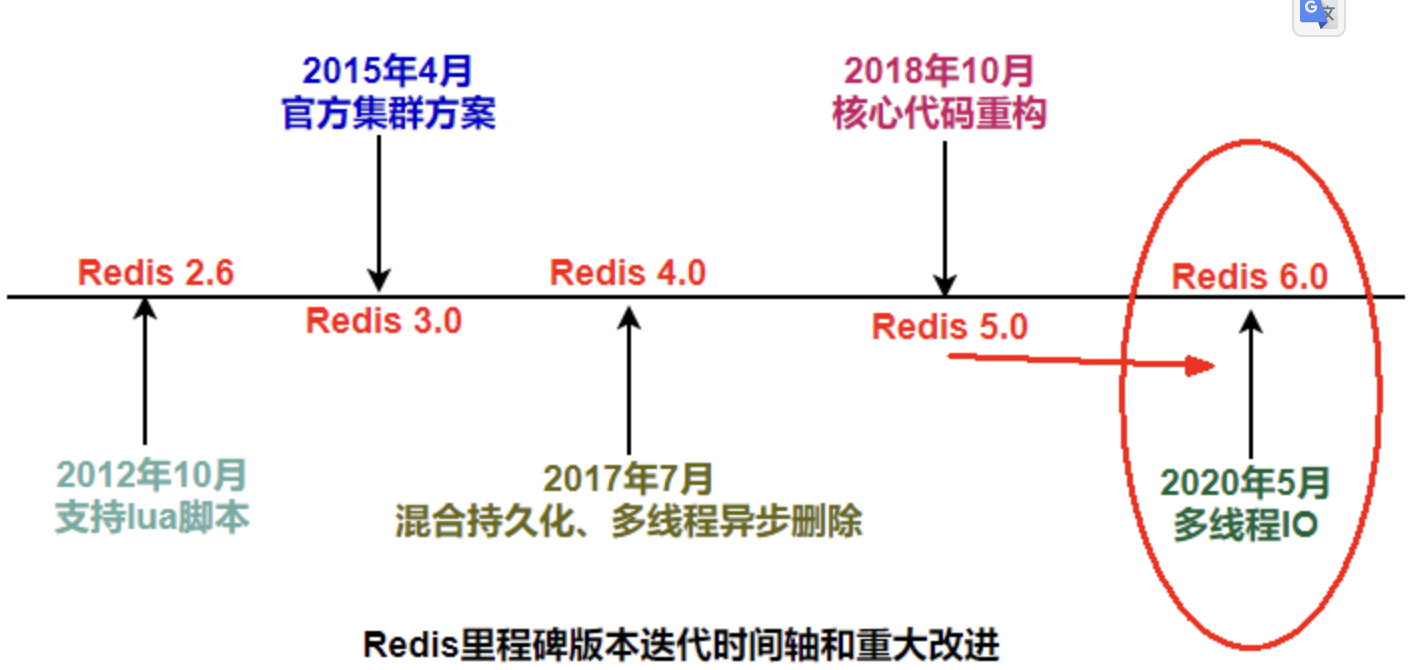 2015年4月
官方集群方案
2018年10月
核心代码重构
Redis 2.6
Redis 3.0
Redis 4.0
Redis 5.0
Redis 6.0
2012年10月
支持lua脚本
2017年7月
混合持久化、多线程异步删除
2020年5月
多线程IO
Redis里程碑版本迭代时间轴和重大改进
G文